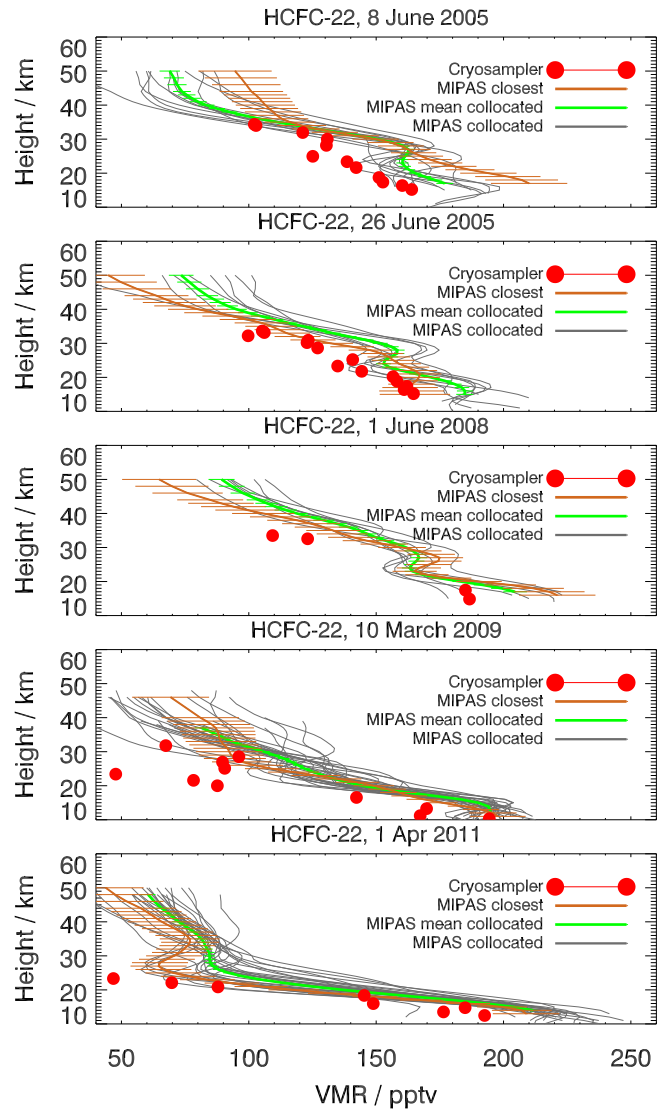 HCFC-22, 8 June 2005
60
50
40
30
20
10
Height / km
Cryosampler
MIPAS closest
MIPAS mean collocated
MIPAS collocated
HCFC-22, 26 June 2005
60
50
40
30
20
10
Height / km
Cryosampler
MIPAS closest
MIPAS mean collocated
MIPAS collocated
HCFC-22, 1 June 2008
60
50
40
30
20
10
Height / km
Cryosampler
MIPAS closest
MIPAS mean collocated
MIPAS collocated
HCFC-22, 10 March 2009
60
50
40
30
20
10
Height / km
Cryosampler
MIPAS closest
MIPAS mean collocated
MIPAS collocated
HCFC-22, 1 Apr 2011
60
50
40
30
20
10
Height / km
Cryosampler
MIPAS closest
MIPAS mean collocated
MIPAS collocated
50 100 150 200 250
VMR / pptv